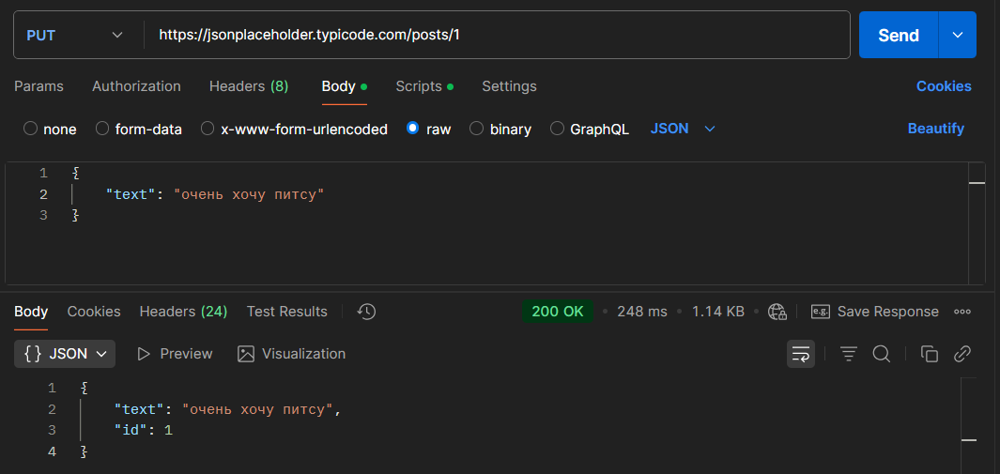 PUT https://jsonplaceholder.typicode.com/posts/1 Send
Params Authorization Headers (8) Body Scripts Settings Cookies
none form-data x-www-form-urlencoded raw binary GraphQL JSON Beautify
1 {
2 "text": "очень хочу питсу"
3 }
Body Cookies Headers (24) Test Results 200 OK • 248 ms • 1.14 KB • e.g. Save Response
{} JSON Preview Visualization
1 {
2 "text": "очень хочу питсу",
3 "id": 1
4 }